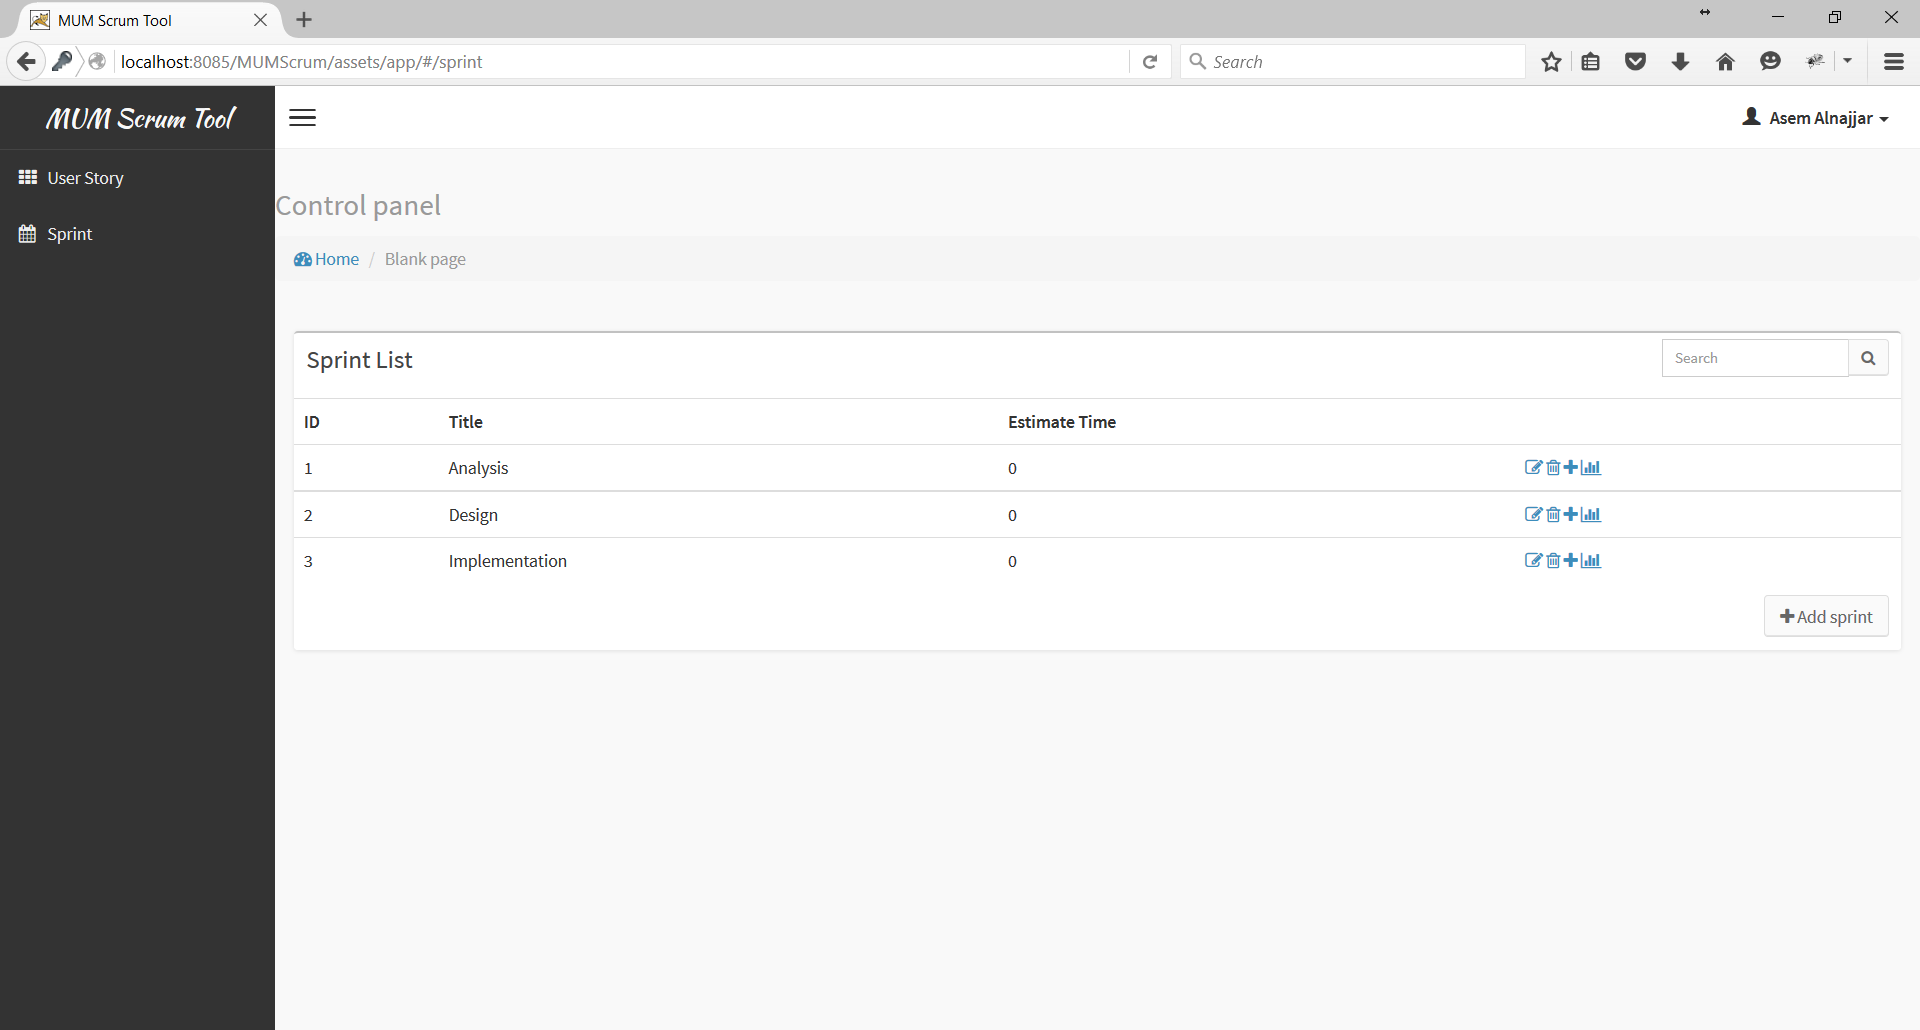 MUM Scrum Tool
localhost:8085/MUMScrum/assets/app/#/sprint
Search
MUM Scrum Tool
Asem Alnajjar
User Story
Sprint
Control panel
Home / Blank page
Sprint List
Search
ID Title Estimate Time
1 Analysis 0
2 Design 0
3 Implementation 0
Add sprint